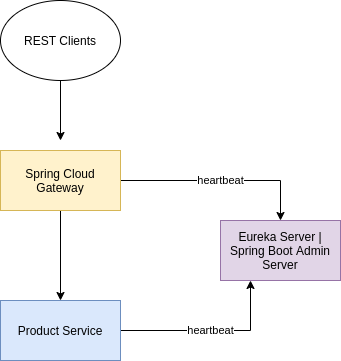 REST Clients
Spring Cloud
Gateway
heartbeat
Eureka Server |
Spring Boot Admin
Server
Product Service
heartbeat